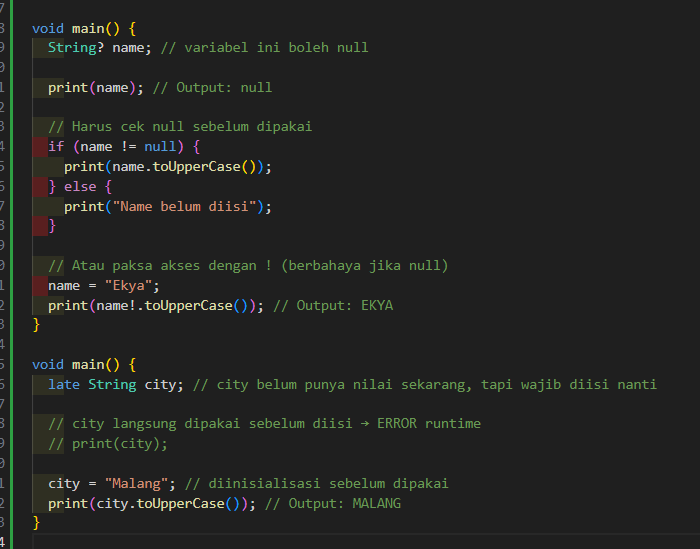 void main() {
  String? name; // variabel ini boleh null

  print(name); // Output: null

  // Harus cek null sebelum dipakai
  if (name != null) {
    print(name.toUpperCase());
  } else {
    print("Name belum diisi");
  }

  // Atau paksa akses dengan ! (berbahaya jika null)
  name = "Ekya";
  print(name!.toUpperCase()); // Output: EKYA
}

void main() {
  late String city; // city belum punya nilai sekarang, tapi wajib diisi nanti

  // city langsung dipakai sebelum diisi → ERROR runtime
  // print(city);

  city = "Malang"; // diinisialisasi sebelum dipakai
  print(city.toUpperCase()); // Output: MALANG
}